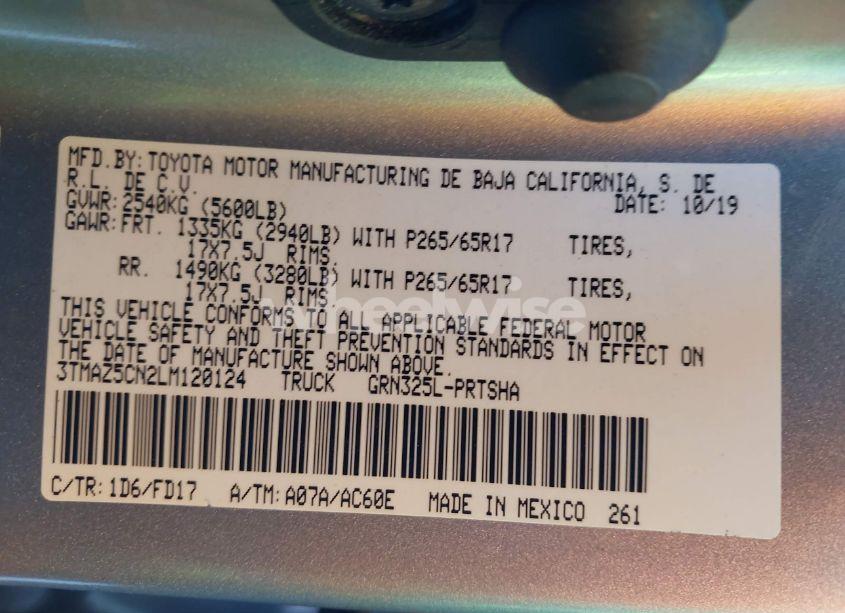 MFD.BY: TOYOTA MOTOR MANUFACTURING DE BAJA CALIFORNIA, S. DE
R.L. DE C.V. DATE: 10/19
GVWR: 2540KG (5600LB)
GAWR: FRT. 1335KG (2940LB) WITH P265/65R17 TIRES,
17X7.5J RIMS.
RR. 1490KG (3280LB) WITH P265/65R17 TIRES,
17X7.5J RIMS.
THIS VEHICLE CONFORMS TO ALL APPLICABLE FEDERAL MOTOR
VEHICLE SAFETY AND THEFT PREVENTION STANDARDS IN EFFECT ON
THE DATE OF MANUFACTURE SHOWN ABOVE.
3TMAZ5CN2LM120124 TRUCK GRN325L-PRTSHA
C/TR: 1D6/FD17 A/TM: A07A/AC60E MADE IN MEXICO 261
wheelwise